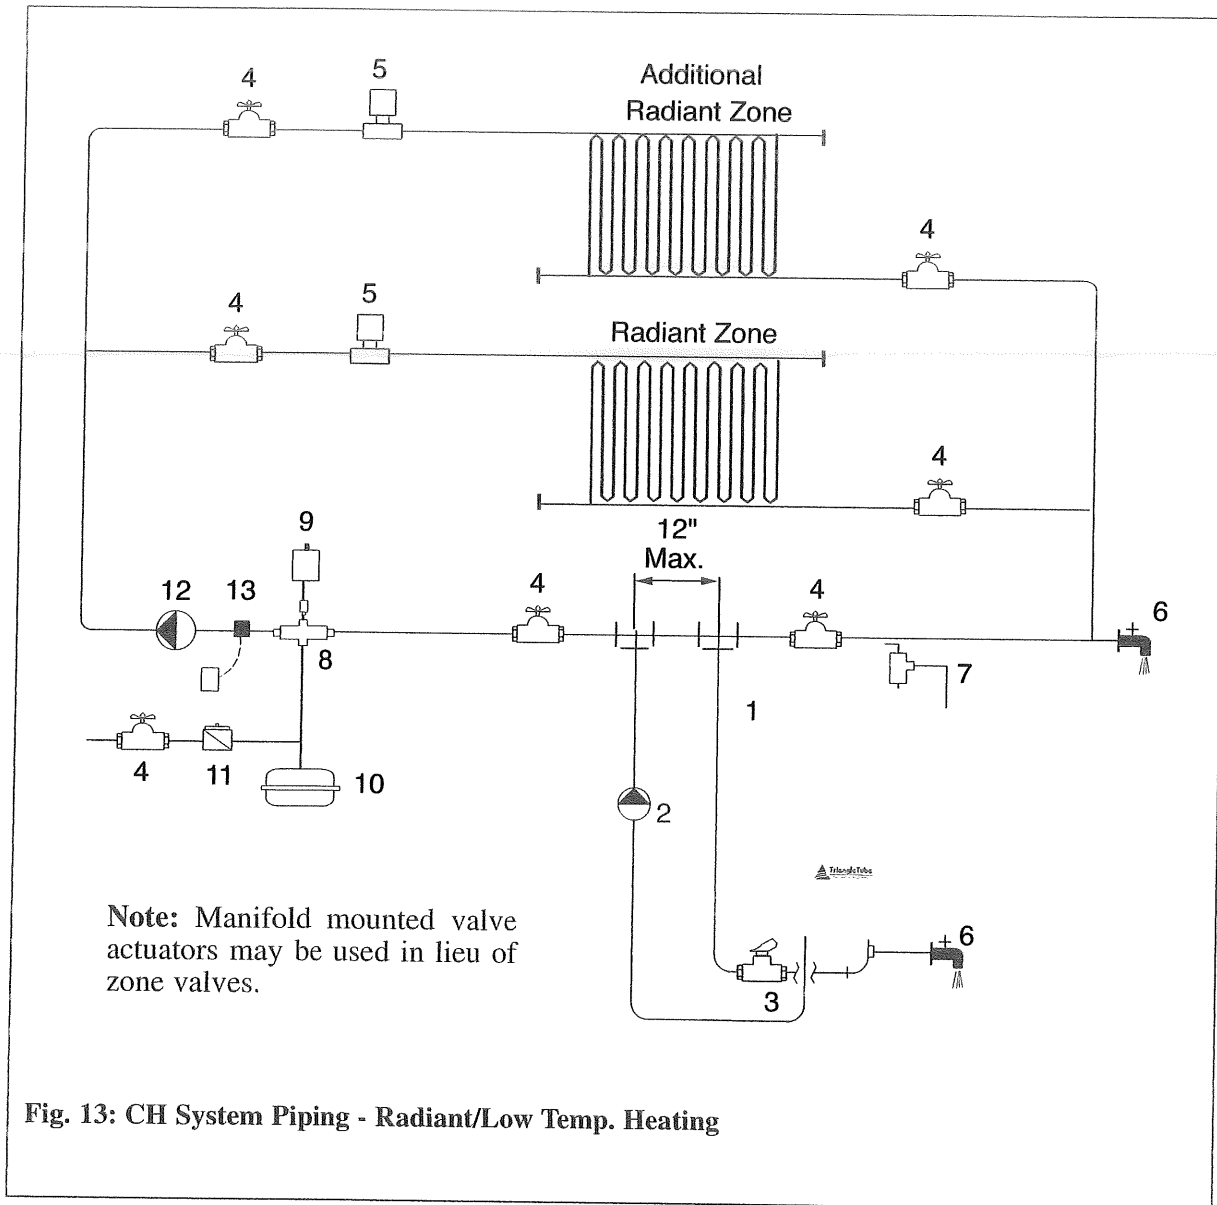 Additional
Radiant Zone
4
5
4
4
5
Radiant Zone
4
12"
Max.
9
12
13
4
4
6
8
7
1
4
11
10
2
TriangleTube
Note: Manifold mounted valve
actuators may be used in lieu of
zone valves.
6
3
Fig. 13: CH System Piping - Radiant/Low Temp. Heating